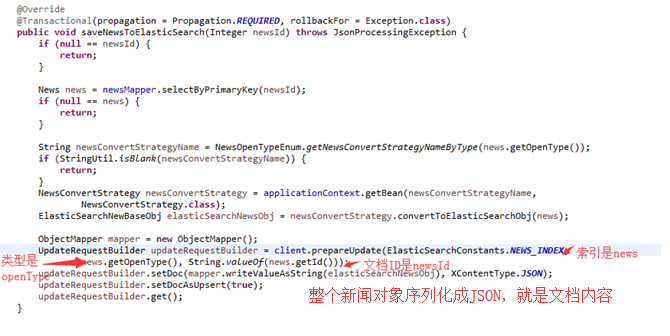 @Override
@Transactional(propagation = Propagation.REQUIRED, rollbackFor = Exception.class)
public void saveNewsToElasticSearch(Integer newsId) throws JsonProcessingException {
if (null == newsId) {
return;
}
News news = newsMapper.selectByPrimaryKey(newsId);
if (null == news) {
return;
}
String newsConvertStrategyName = NewsOpenTypeEnum.getNewsConvertStrategyNameByType(news.getOpenType());
if (StringUtil.isBlank(newsConvertStrategyName)) {
return;
}
NewsConvertStrategy newsConvertStrategy = applicationContext.getBean(newsConvertStrategyName,
NewsConvertStrategy.class);
ElasticSearchNewBaseObj elasticSearchNewsObj = newsConvertStrategy.convertToElasticSearchObj(news);
ObjectMapper mapper = new ObjectMapper();
UpdateRequestBuilder updateRequestBuilder = client.prepareUpdate(ElasticSearchConstants.NEWS_INDEX, 索引是news
类型是 news.getOpenType(), String.valueOf(news.getId())); 文档ID是newsId
openType updateRequestBuilder.setDoc(mapper.writeValueAsString(elasticSearchNewsObj), XContentType.JSON);
updateRequestBuilder.setDocAsUpsert(true); 整个新闻对象序列化成JSON，就是文档内容
updateRequestBuilder.get();
}